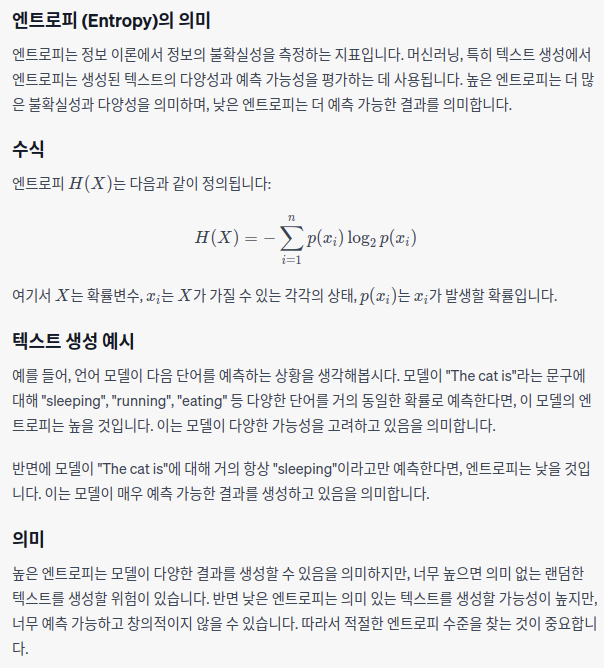 엔트로피 (Entropy)의 의미
엔트로피는 정보 이론에서 정보의 불확실성을 측정하는 지표입니다. 머신러닝, 특히 텍스트 생성에서
엔트로피는 생성된 텍스트의 다양성과 예측 가능성을 평가하는 데 사용됩니다. 높은 엔트로피는 더 많
은 불확실성과 다양성을 의미하며, 낮은 엔트로피는 더 예측 가능한 결과를 의미합니다.
수식
엔트로피 H(X)는 다음과 같이 정의됩니다:
H(X) = −∑_{i=1}^{n} p(x_i) log_2 p(x_i)
여기서 X는 확률변수, x_i는 X가 가질 수 있는 각각의 상태, p(x_i)는 x_i가 발생할 확률입니다.
텍스트 생성 예시
예를 들어, 언어 모델이 다음 단어를 예측하는 상황을 생각해봅시다. 모델이 "The cat is"라는 문구에
대해 "sleeping", "running", "eating" 등 다양한 단어를 거의 동일한 확률로 예측한다면, 이 모델의 엔
트로피는 높을 것입니다. 이는 모델이 다양한 가능성을 고려하고 있음을 의미합니다.
반면에 모델이 "The cat is"에 대해 거의 항상 "sleeping"이라고만 예측한다면, 엔트로피는 낮을 것입
니다. 이는 모델이 매우 예측 가능한 결과를 생성하고 있음을 의미합니다.
의미
높은 엔트로피는 모델이 다양한 결과를 생성할 수 있음을 의미하지만, 너무 높으면 의미 없는 랜덤한
텍스트를 생성할 위험이 있습니다. 반면 낮은 엔트로피는 의미 있는 텍스트를 생성할 가능성이 높지만,
너무 예측 가능하고 창의적이지 않을 수 있습니다. 따라서 적절한 엔트로피 수준을 찾는 것이 중요합니
다.